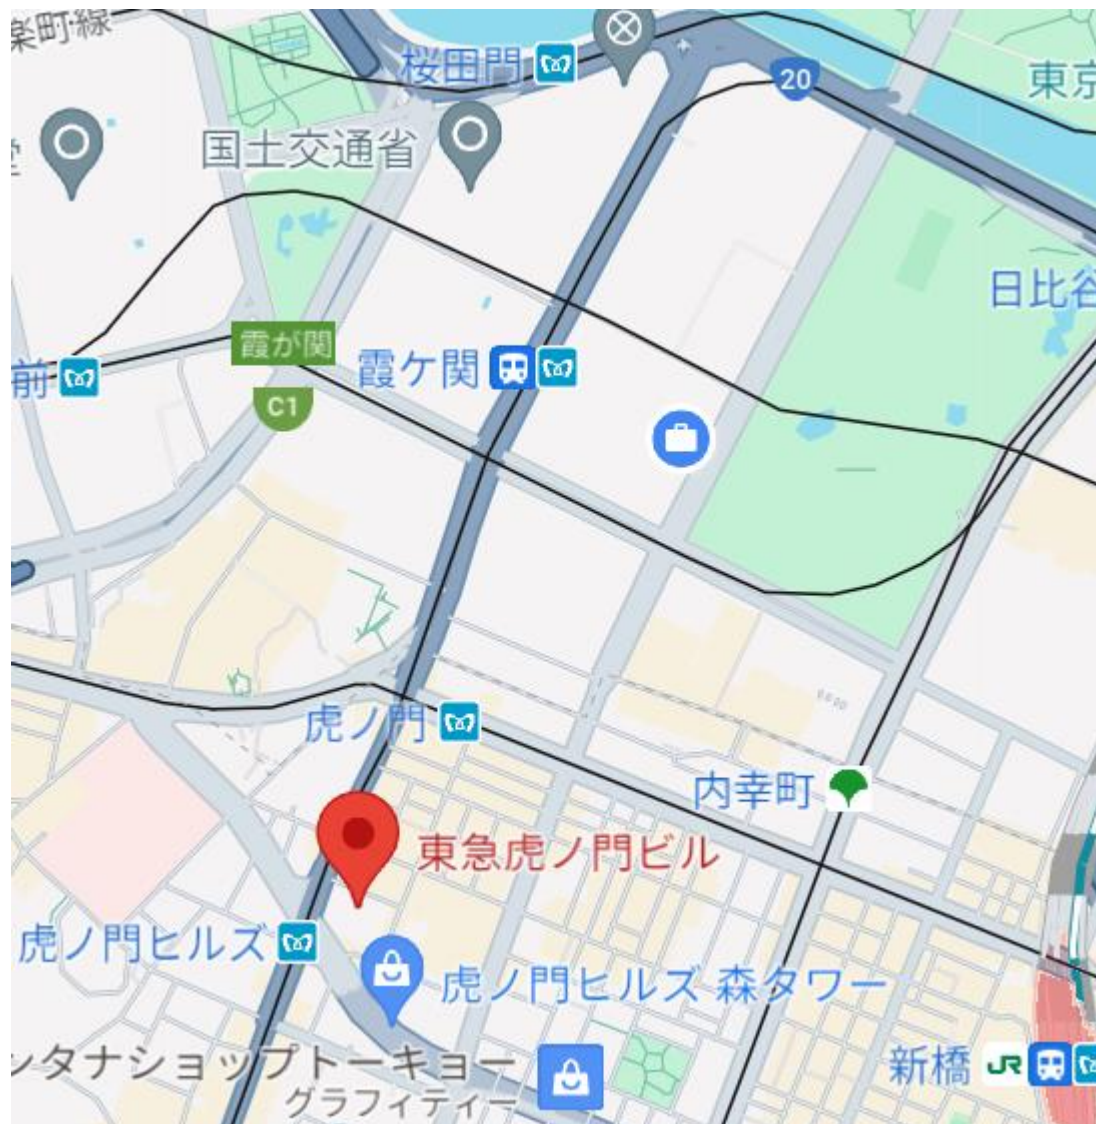 楽町線
桜田門
20
東京
国土交通省
堂
日比谷
霞が関
霞ケ関
前
C1
虎ノ門
内幸町
東急虎ノ門ビル
虎ノ門ヒルズ
虎ノ門ヒルズ 森タワー
ンタナショップトーキョー
グラフィティー
新橋
JR